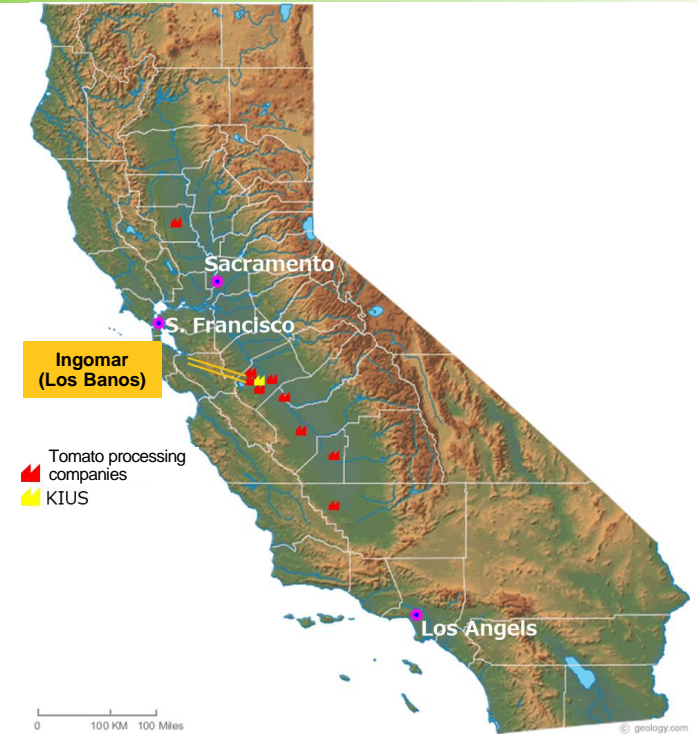 Sacramento
S. Francisco
Ingomar
(Los Banos)
Tomato processing
companies
KIUS
Los Angels
0 100 KM 100 Miles
© geology.com